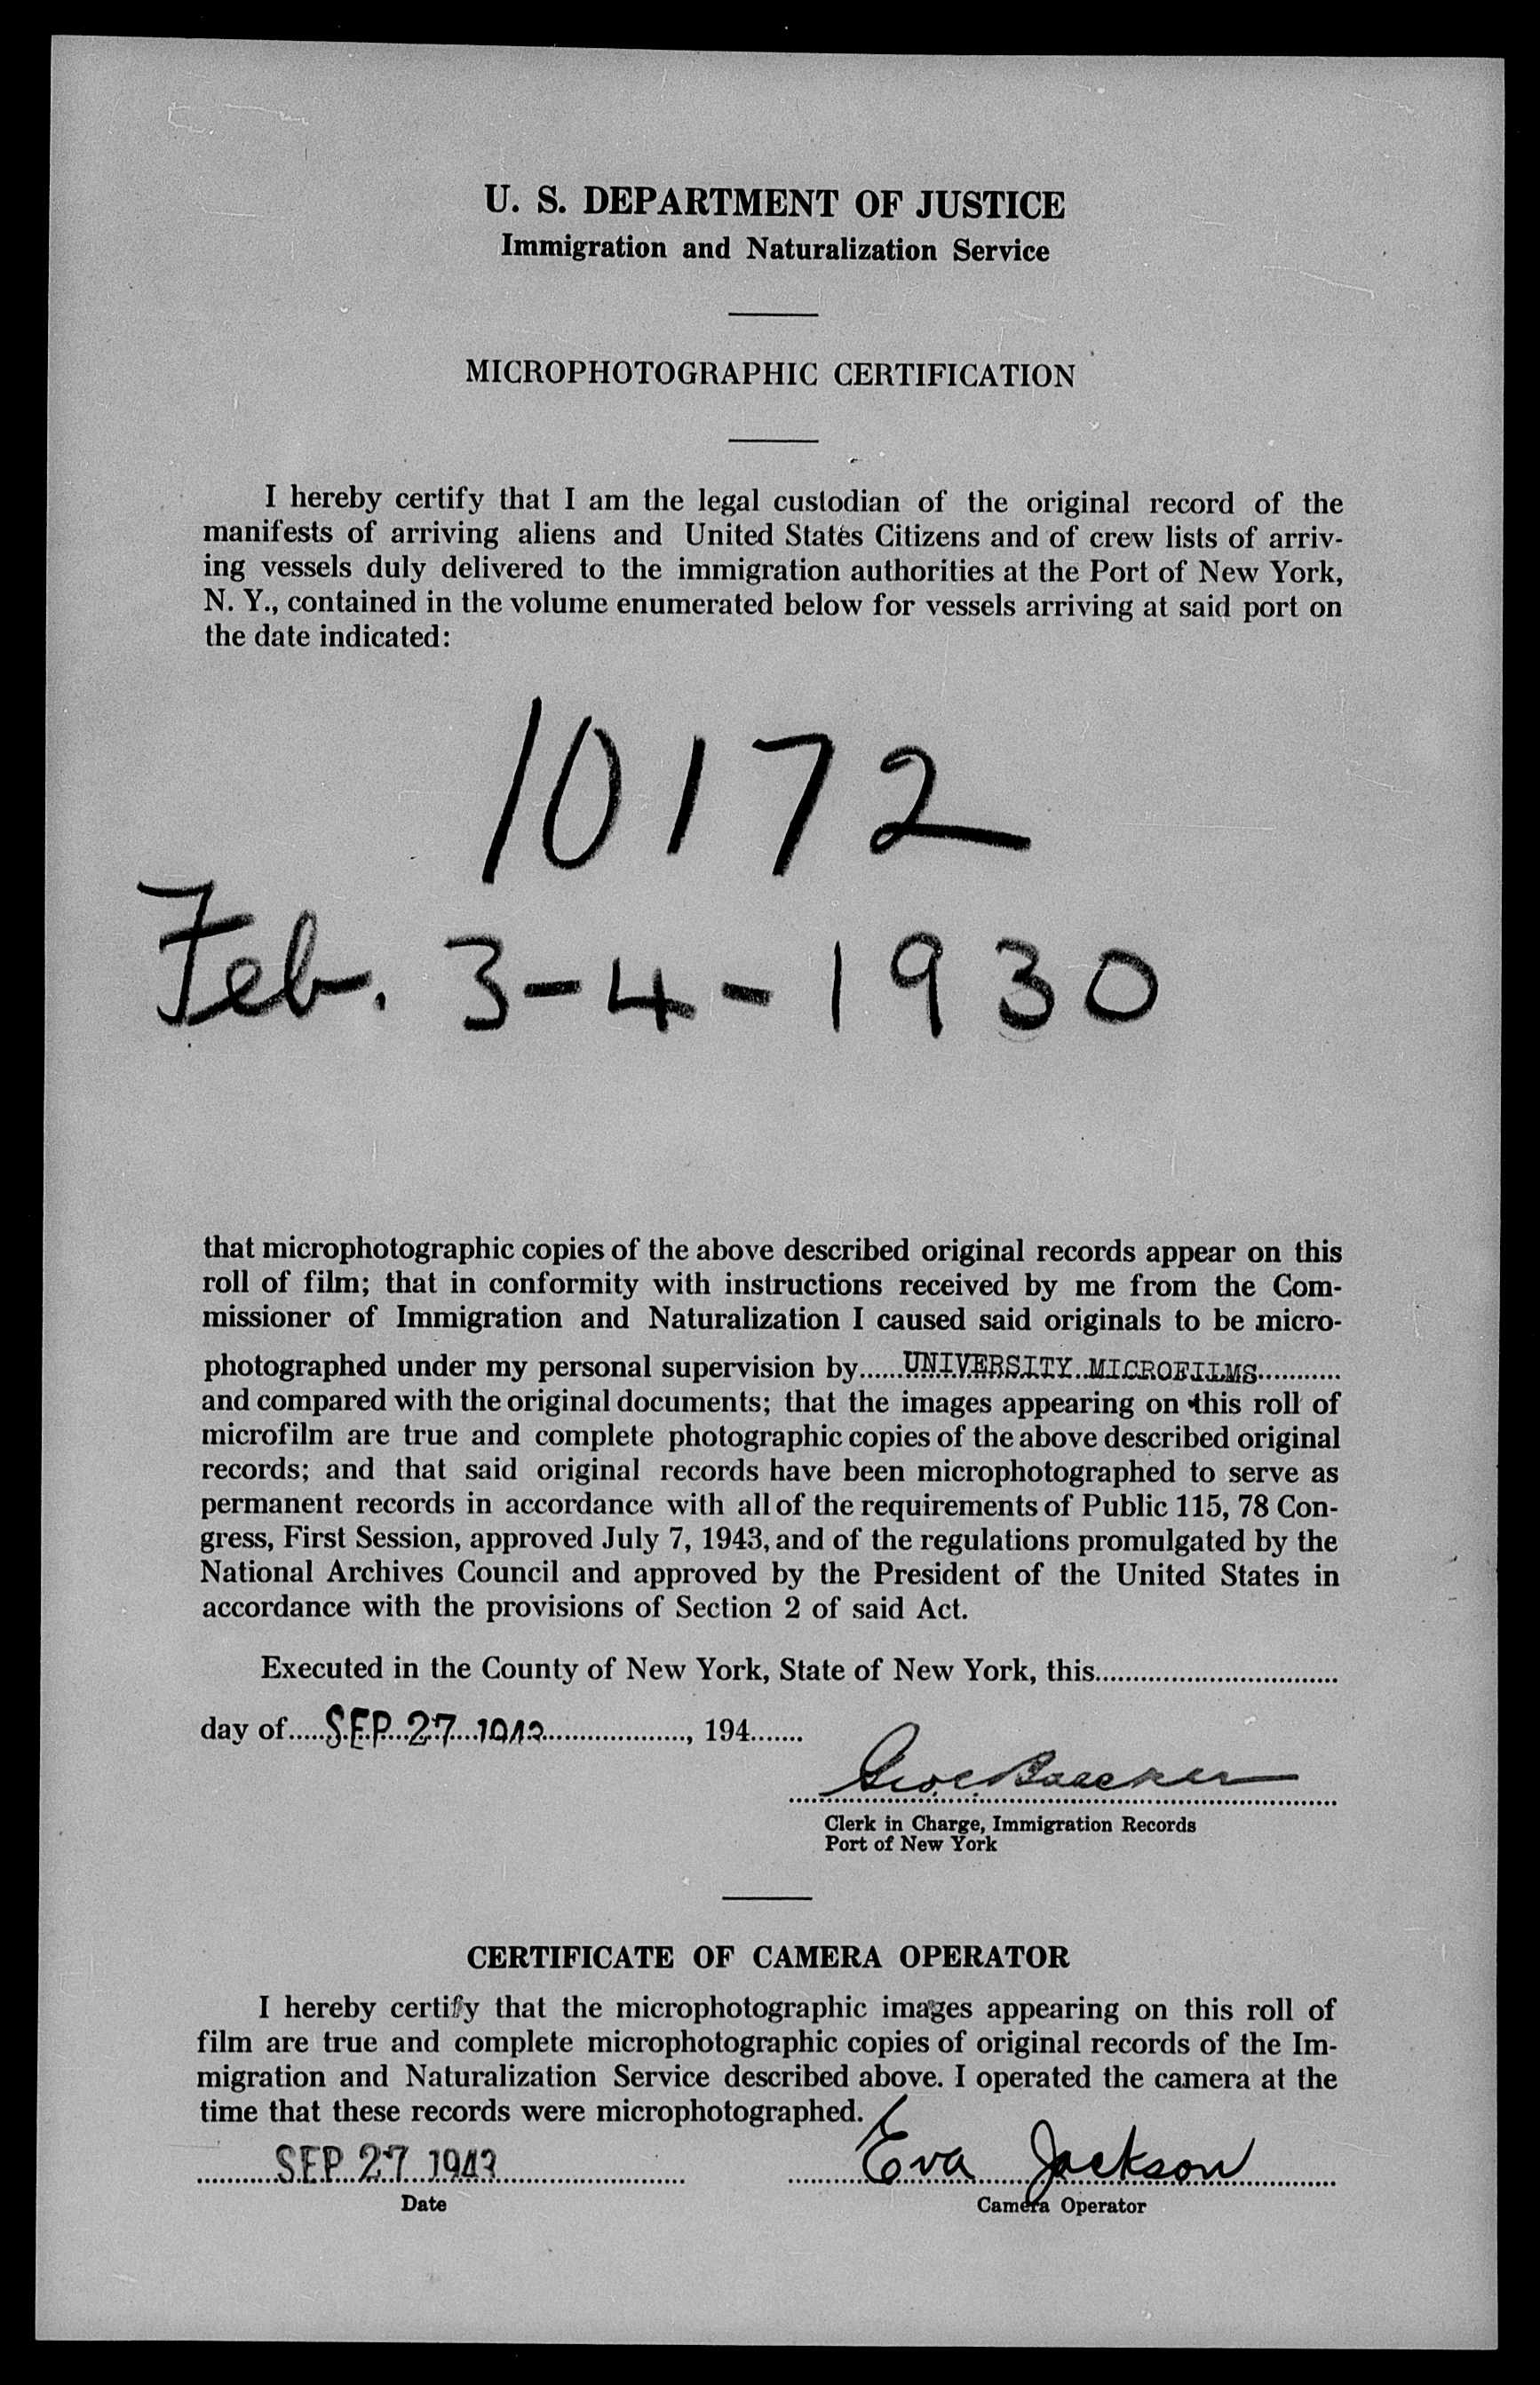 U. S. DEPARTMENT OF JUSTICE
Immigration and Naturalization Service
MICROPHOTOGRAPHIC CERTIFICATION
I hereby certify that I am the legal custodian of the original record of the
manifests of arriving aliens and United States Citizens and of crew lists of arriv-
ing vessels duly delivered to the immigration authorities at the Port of New York,
N. Y., contained in the volume enumerated below for vessels arriving at said port on
the date indicated:
10172
Feb. 3-4-1930
that microphotographic copies of the above described original records appear on this
roll of film; that in conformity with instructions received by me from the Com-
missioner of Immigration and Naturalization I caused said originals to be micro-
photographed under my personal supervision by......UNIVERSITY MICROFILMS............
and compared with the original documents; that the images appearing on this roll of
microfilm are true and complete photographic copies of the above described original
records; and that said original records have been microphotographed to serve as
permanent records in accordance with all of the requirements of Public 115, 78 Con-
gress, First Session, approved July 7, 1943, and of the regulations promulgated by the
National Archives Council and approved by the President of the United States in
accordance with the provisions of Section 2 of said Act.
Executed in the County of New York, State of New York, this................................
day of.....SEP 27 1943..................., 194.......
Clerk in Charge, Immigration Records
Port of New York
CERTIFICATE OF CAMERA OPERATOR
I hereby certify that the microphotographic images appearing on this roll of
film are true and complete microphotographic copies of original records of the Im-
migration and Naturalization Service described above. I operated the camera at the
time that these records were microphotographed.
SEP 27 1943 Eva Jackson
Date Camera Operator